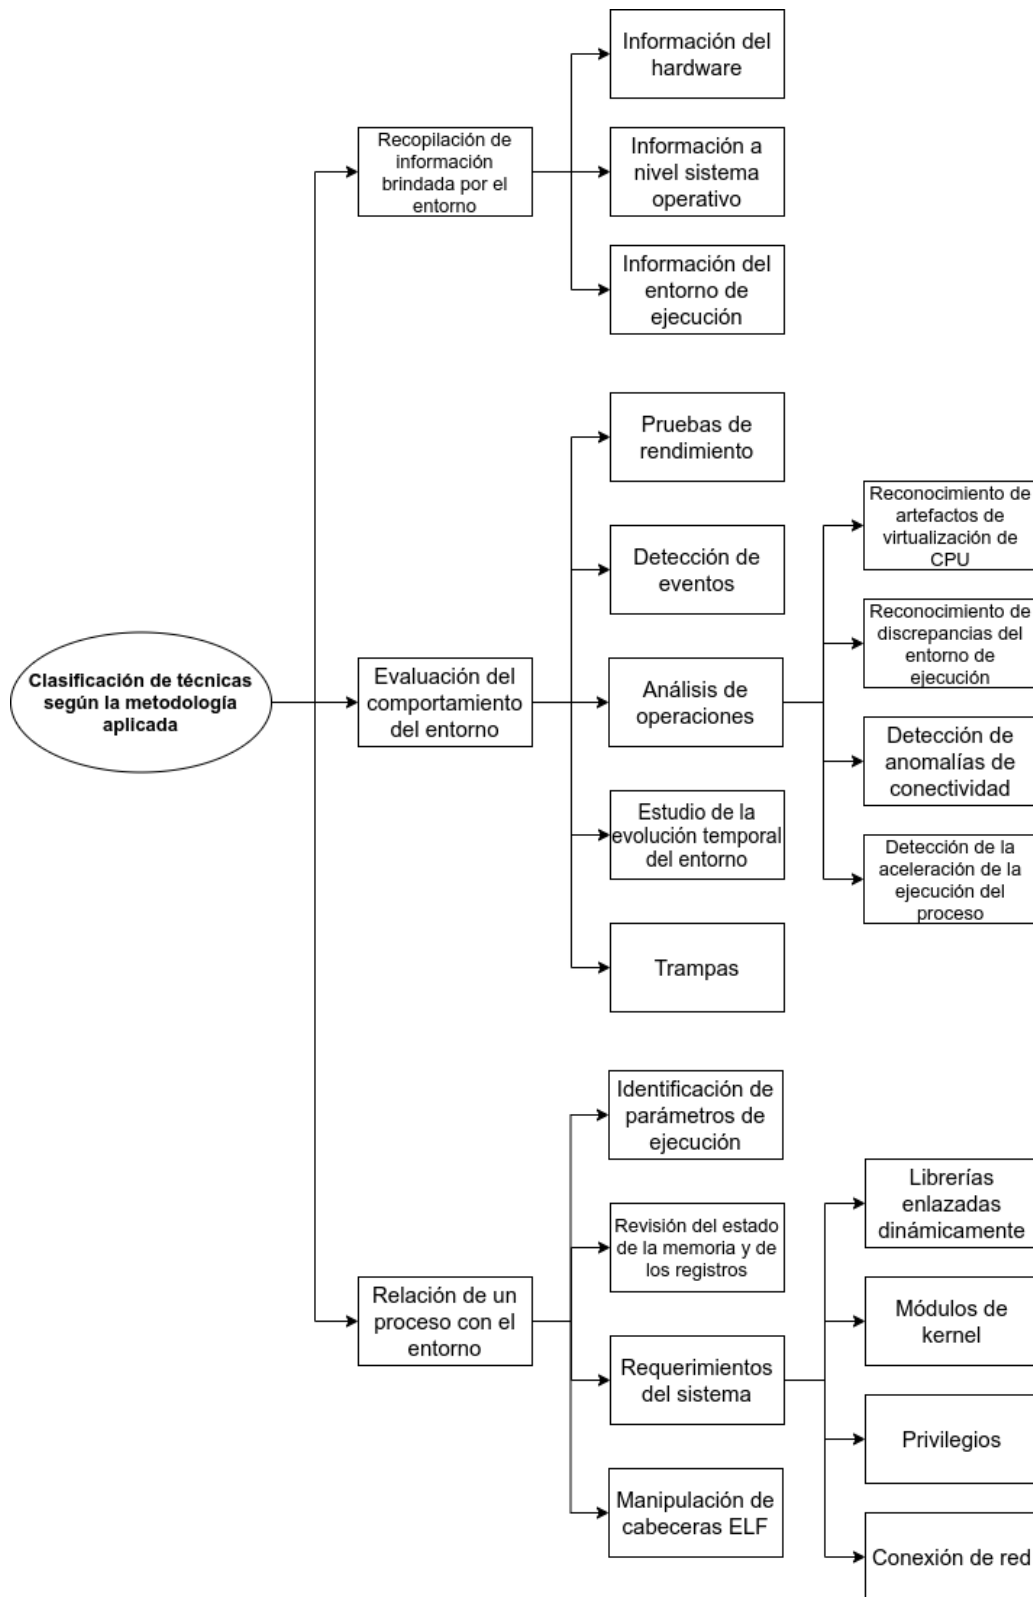 Información del
hardware
Recopilación de
información
brindada por el
entorno
Información a
nivel sistema
operativo
Información del
entorno de
ejecución
Pruebas de
rendimiento
Detección de
eventos
Reconocimiento de
artefactos de
virtualización de
CPU
Reconocimiento de
discrepancias del
entorno de
ejecución
Clasificación de técnicas
según la metodología
aplicada
Evaluación del
comportamiento
del entorno
Análisis de
operaciones
Detección de
anomalías de
conectividad
Estudio de la
evolución temporal
del entorno
Detección de la
aceleración de la
ejecución del
proceso
Trampas
Identificación de
parámetros de
ejecución
Librerías
enlazadas
dinámicamente
Revisión del estado
de la memoria y de
los registros
Relación de un
proceso con el
entorno
Módulos de
kernel
Requerimientos
del sistema
Privilegios
Manipulación de
cabeceras ELF
Conexión de red